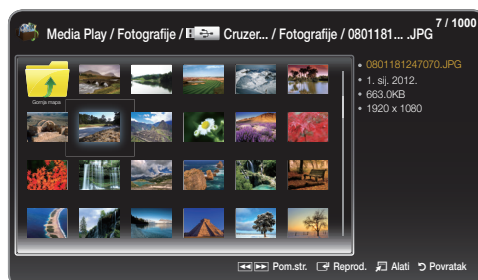 7 / 1000
Media Play / Fotografije / Cruzer... / Fotografije / 0801181... .JPG
Gornja mapa
• 0801181247070.JPG
• 1. sij. 2012.
• 663.0KB
• 1920 x 1080
Pom.str. Reprod. Alati Povratak